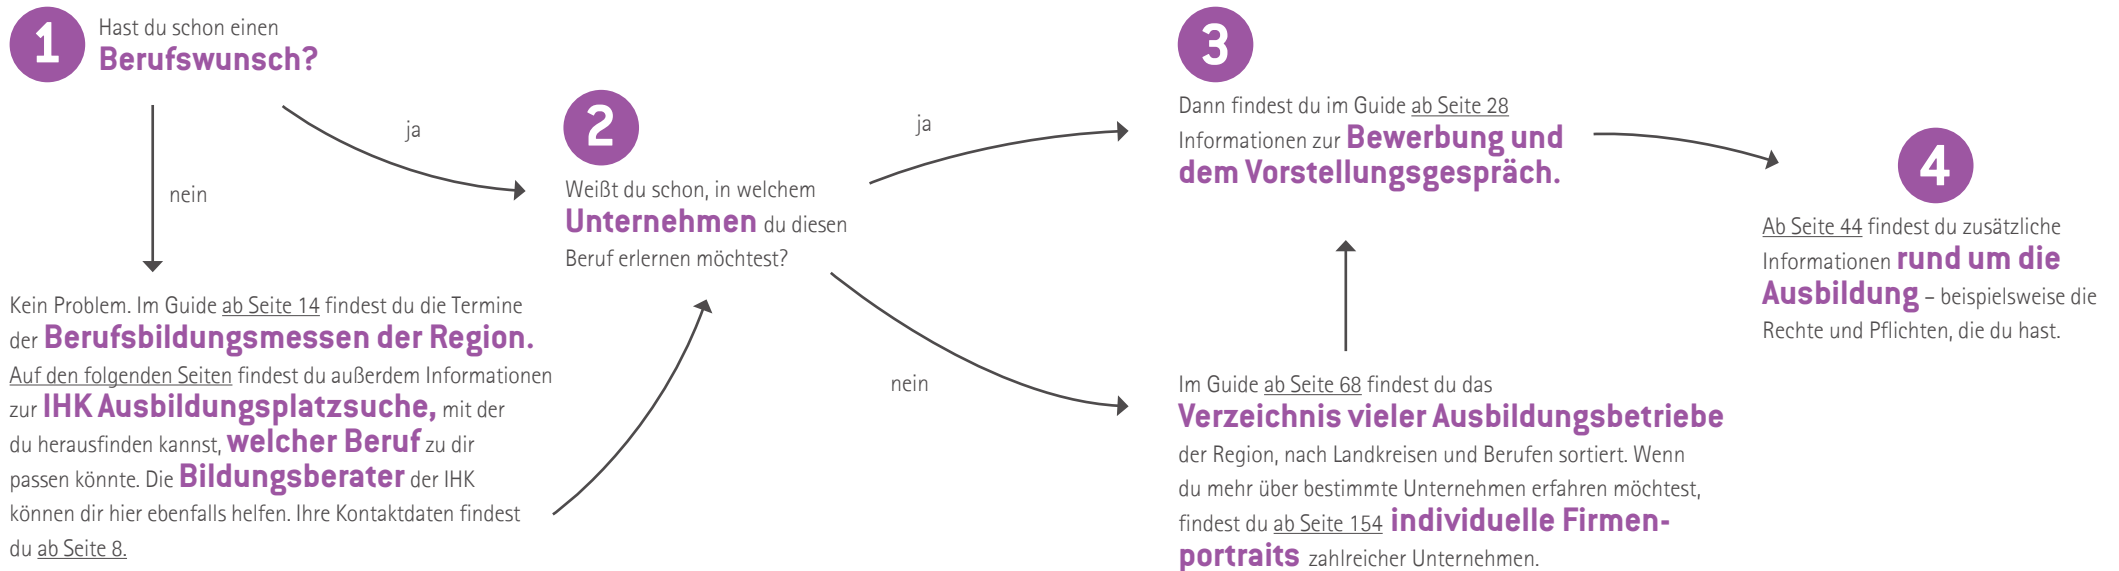 1
Hast du schon einen
Berufswunsch?
ja
nein
Kein Problem. Im Guide ab Seite 14 findest du die Termine
der Berufsbildungsmessen der Region.
Auf den folgenden Seiten findest du außerdem Informationen
zur IHK Ausbildungsplatzsuche, mit der
du herausfinden kannst, welcher Beruf zu dir
passen könnte. Die Bildungsberater der IHK
können dir hier ebenfalls helfen. Ihre Kontaktdaten findest
du ab Seite 8.
2
Weißt du schon, in welchem
Unternehmen du diesen
Beruf erlernen möchtest?
ja
nein
3
Dann findest du im Guide ab Seite 28
Informationen zur Bewerbung und
dem Vorstellungsgespräch.
Im Guide ab Seite 68 findest du das
Verzeichnis vieler Ausbildungsbetriebe
der Region, nach Landkreisen und Berufen sortiert. Wenn
du mehr über bestimmte Unternehmen erfahren möchtest,
findest du ab Seite 154 individuelle Firmen-
portraits zahlreicher Unternehmen.
4
Ab Seite 44 findest du zusätzliche
Informationen rund um die
Ausbildung – beispielsweise die
Rechte und Pflichten, die du hast.